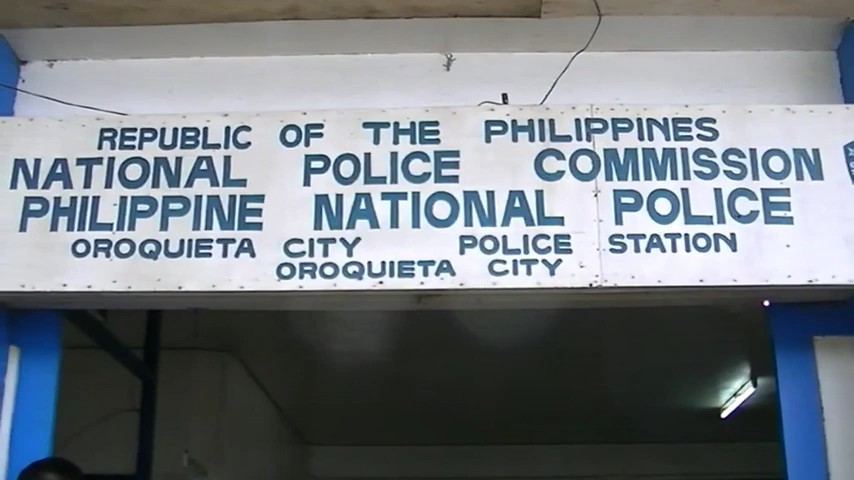 REPUBLIC OF THE PHILIPPINES
NATIONAL POLICE COMMISSION
PHILIPPINE NATIONAL POLICE
OROQUIETA CITY POLICE STATION
OROQUIETA CITY